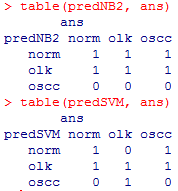 > table(predNB2, ans)
ans
predNB2 norm olk oscc
norm 1 1 1
olk 1 1 1
oscc 0 0 0
> table(predSVM, ans)
ans
predSVM norm olk oscc
norm 1 0 1
olk 1 1 1
oscc 0 1 0